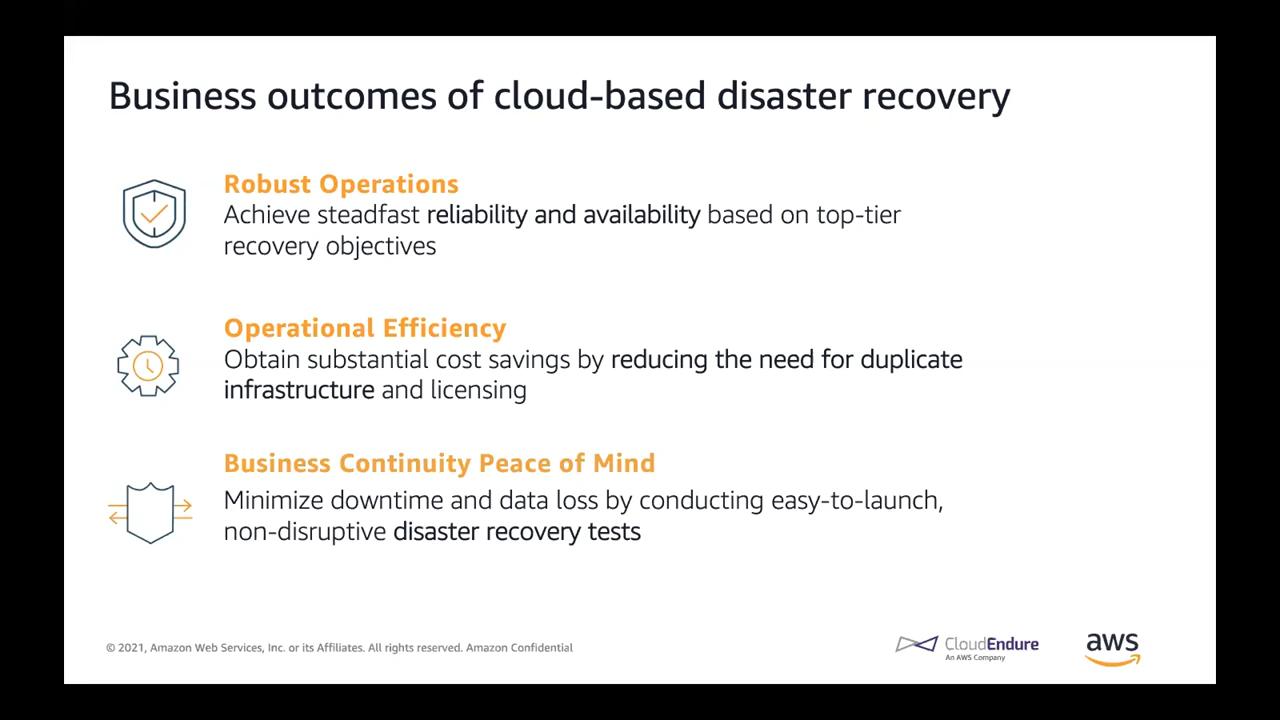 Business outcomes of cloud-based disaster recovery
Robust Operations
Achieve steadfast reliability and availability based on top-tier
recovery objectives
Operational Efficiency
Obtain substantial cost savings by reducing the need for duplicate
infrastructure and licensing
Business Continuity Peace of Mind
Minimize downtime and data loss by conducting easy-to-launch,
non-disruptive disaster recovery tests
© 2021, Amazon Web Services, Inc. or its Affiliates. All rights reserved. Amazon Confidential
CloudEndure
An AWS Company
aws